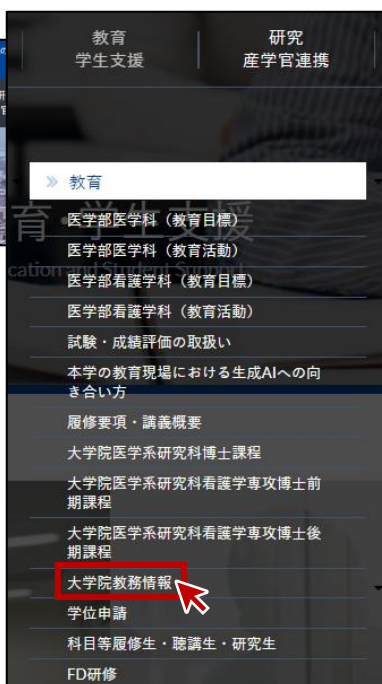 教育
学生支援
研究
産学官連携
教育
育・学生支援
cation and Student Support
医学部医学科（教育目標）
医学部医学科（教育活動）
医学部看護学科（教育目標）
医学部看護学科（教育活動）
試験・成績評価の取扱い
本学の教育現場における生成AIへの向
き合い方
履修要項・講義概要
大学院医学系研究科博士課程
大学院医学系研究科看護学専攻博士前
期課程
大学院医学系研究科看護学専攻博士後
期課程
大学院教務情報
学位申請
科目等履修生・聴講生・研究生
FD研修